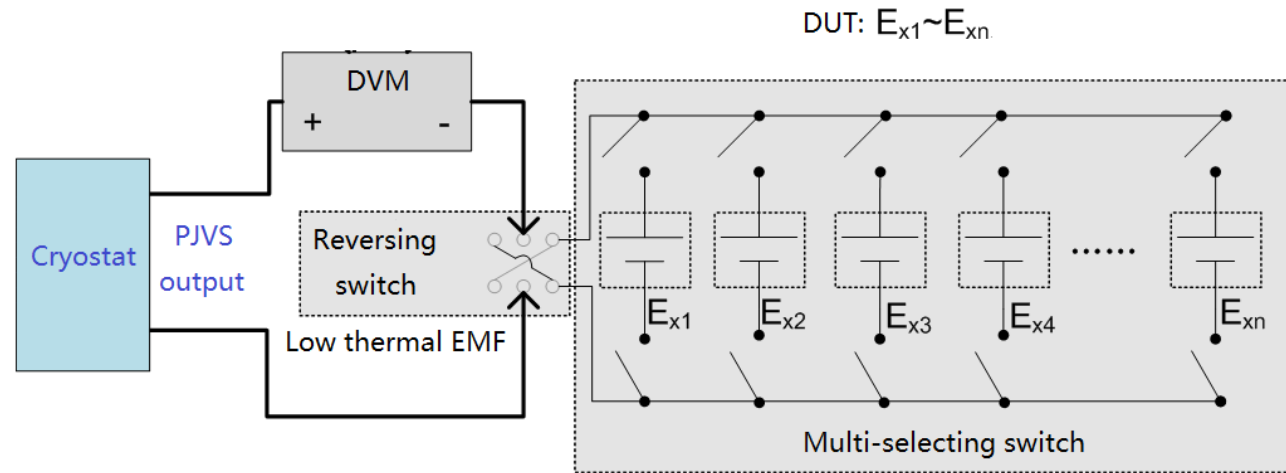 DUT: Ex1~Exn
DVM
+ -
Cryostat
PJVS
output
Reversing
switch
Low thermal EMF
Ex1
Ex2
Ex3
Ex4
······
Exn
Multi-selecting switch